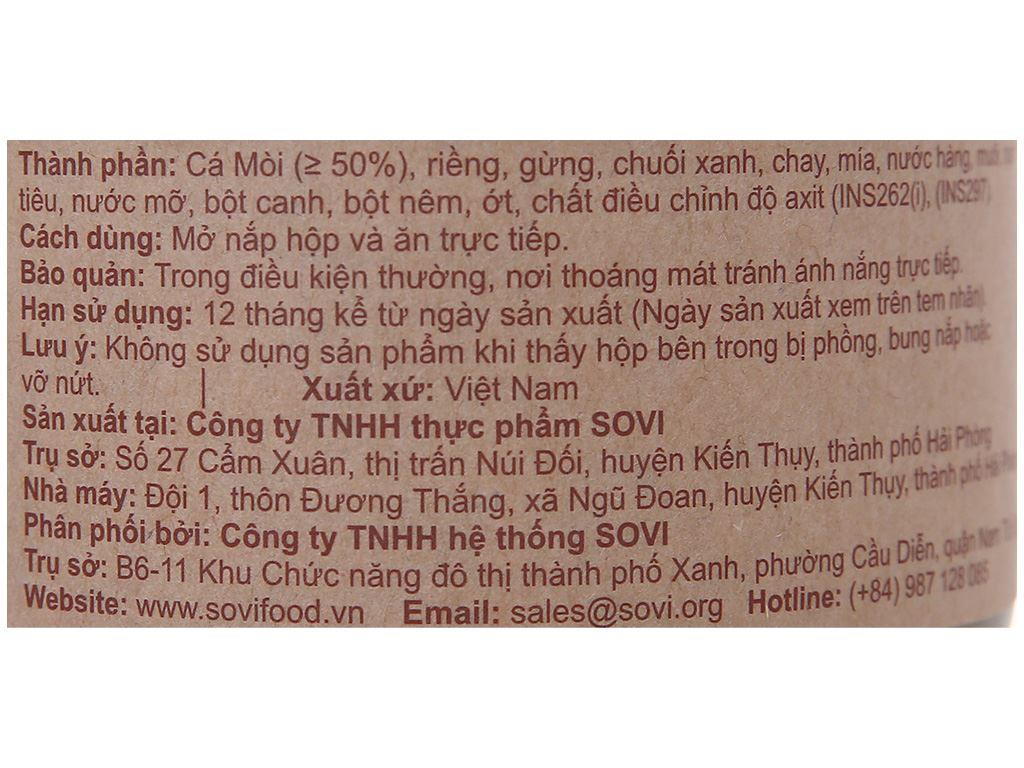 Thành phần: Cá Mòi (≥ 50%), riềng, gừng, chuối xanh, chay, mía, nước hàng, muối,
tiêu, nước mỡ, bột canh, bột nêm, ớt, chất điều chỉnh độ axit (INS262(i), (INS297)
Cách dùng: Mở nắp hộp và ăn trực tiếp.
Bảo quản: Trong điều kiện thường, nơi thoáng mát tránh ánh nắng trực tiếp.
Hạn sử dụng: 12 tháng kể từ ngày sản xuất (Ngày sản xuất xem trên tem nhãn).
Lưu ý: Không sử dụng sản phẩm khi thấy hộp bên trong bị phồng, bung nắp hoặc
vỡ nứt. | Xuất xứ: Việt Nam
Sản xuất tại: Công ty TNHH thực phẩm SOVI
Trụ sở: Số 27 Cẩm Xuân, thị trấn Núi Đối, huyện Kiến Thụy, thành phố Hải Phòng
Nhà máy: Đội 1, thôn Đương Thắng, xã Ngũ Đoan, huyện Kiến Thụy, thành phố Hải
Phân phối bởi: Công ty TNHH hệ thống SOVI
Trụ sở: B6-11 Khu Chức năng đô thị thành phố Xanh, phường Cầu Diễn, quận Nam
Website: www.sovifood.vn Email: sales@sovi.org Hotline: (+84) 987 128 085